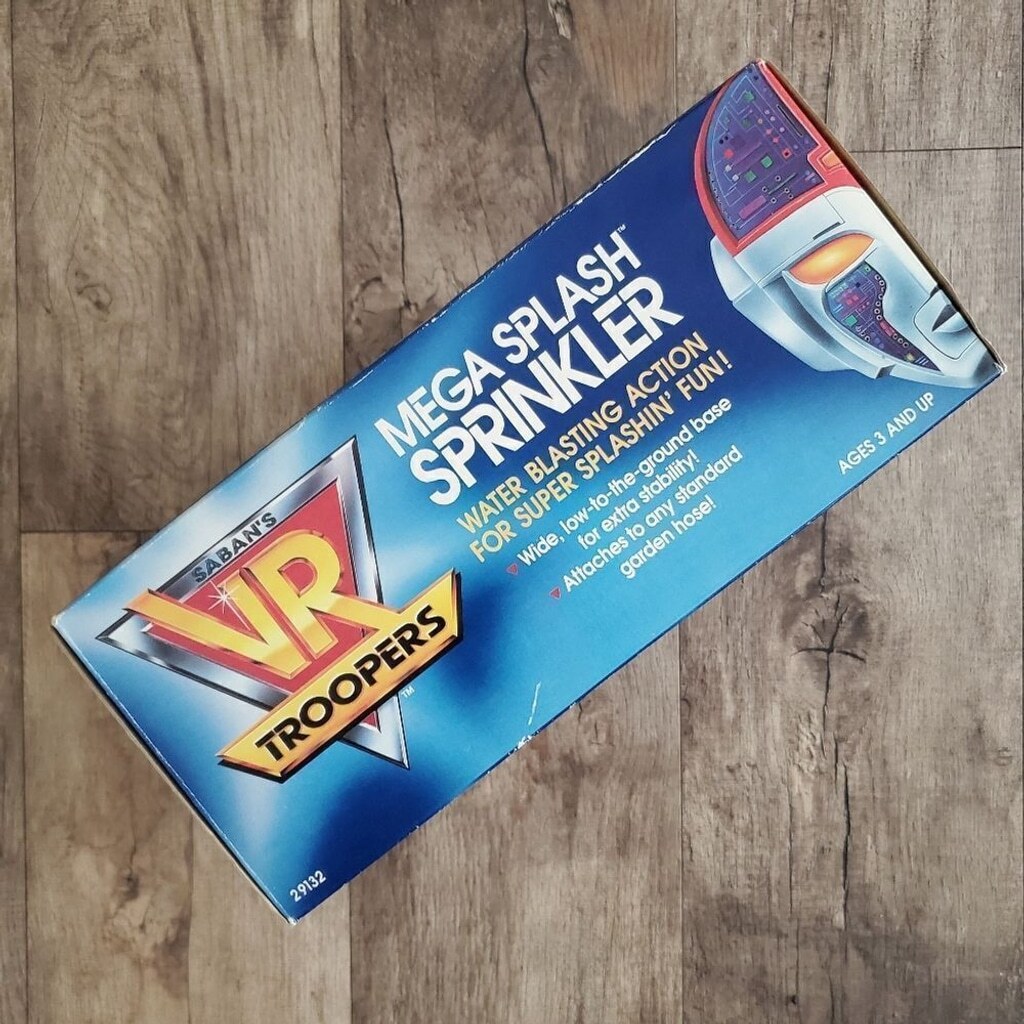 SABAN'S
VR
TROOPERS™
MEGA SPLASH™
SPRINKLER
WATER BLASTING ACTION
FOR SUPER SPLASHIN' FUN!
▼ Wide, low-to-the-ground base
for extra stability!
▼ Attaches to any standard
garden hose!
AGES 3 AND UP
29132